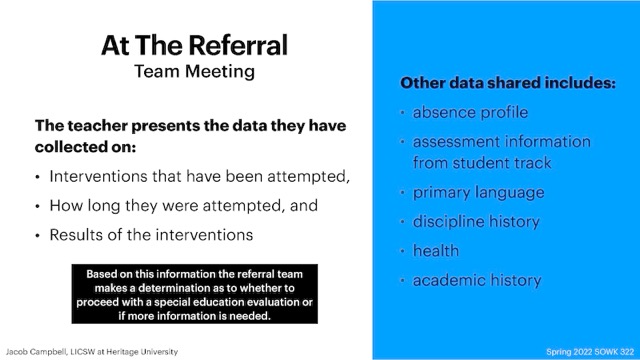 At The Referral
Team Meeting
The teacher presents the data they have
collected on:
• Interventions that have been attempted,
• How long they were attempted, and
• Results of the interventions
Based on this information the referral team
makes a determination as to whether to
proceed with a special education evaluation or
if more information is needed.
Other data shared includes:
• absence profile
• assessment information
from student track
• primary language
• discipline history
• health
• academic history
Jacob Campbell, LICSW at Heritage University
Spring 2022 SOWK 322